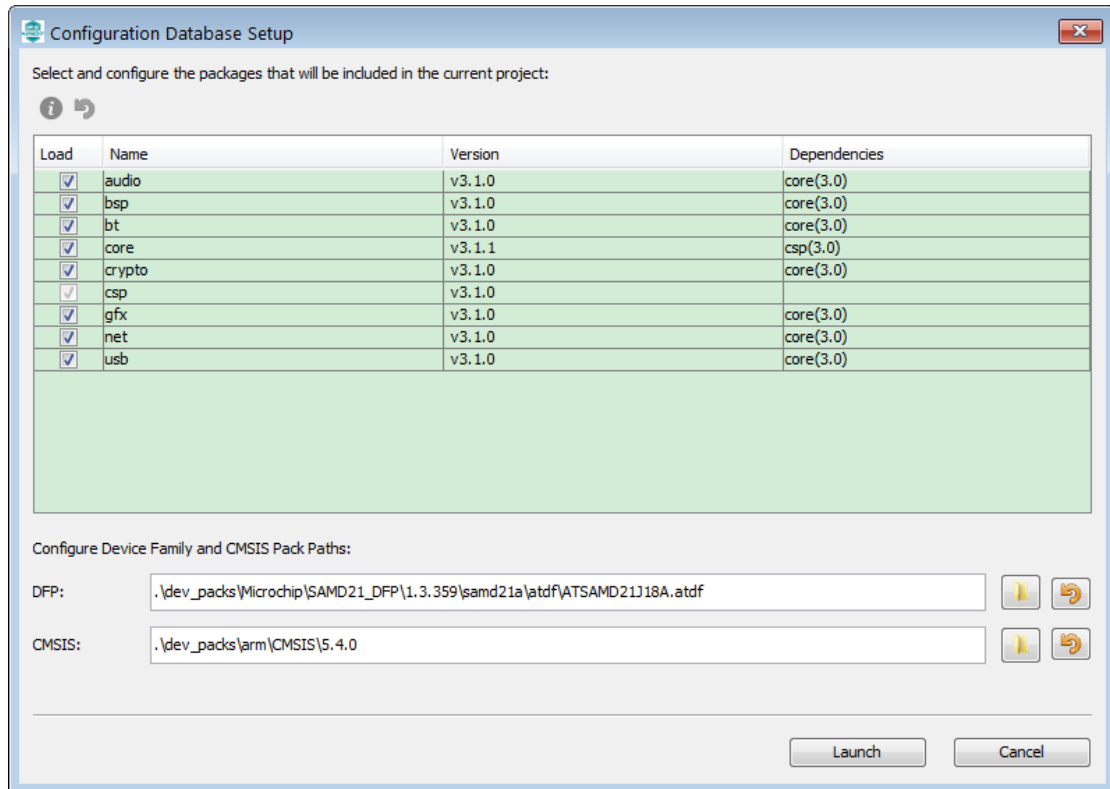 Configuration Database Setup
Select and configure the packages that will be included in the current project:
Load Name Version Dependencies
audio v3.1.0 core(3.0)
bsp v3.1.0 core(3.0)
bt v3.1.0 core(3.0)
core v3.1.1 csp(3.0)
crypto v3.1.0 core(3.0)
csp v3.1.0
gfx v3.1.0 core(3.0)
net v3.1.0 core(3.0)
usb v3.1.0 core(3.0)
Configure Device Family and CMSIS Pack Paths:
DFP: .\dev_packs\Microchip\SAMD21_DFP\1.3.359\samd21a\atdf\ATSAMD21J18A.atdf
CMSIS: .\dev_packs\arm\CMSIS\5.4.0
Launch Cancel